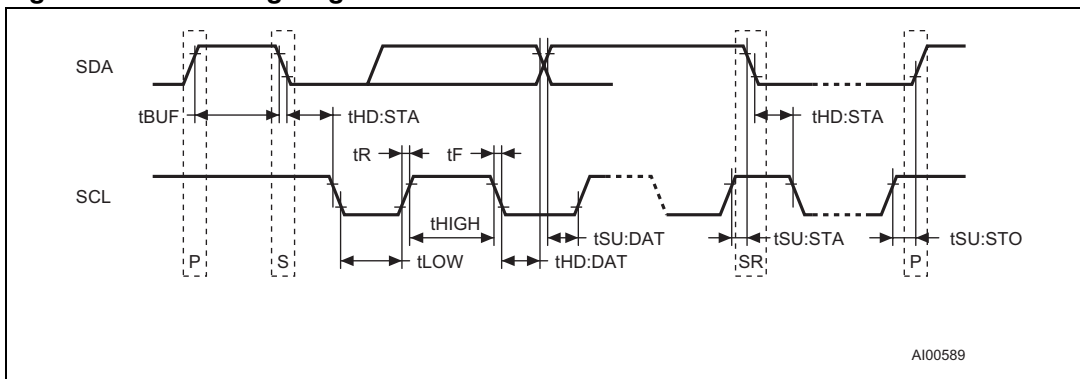 SDA
tBUF
tHD:STA
tHD:STA
tR
tF
SCL
tHIGH
tSU:DAT
tSU:STA
tSU:STO
P
S
tLOW
tHD:DAT
SR
P
AI00589